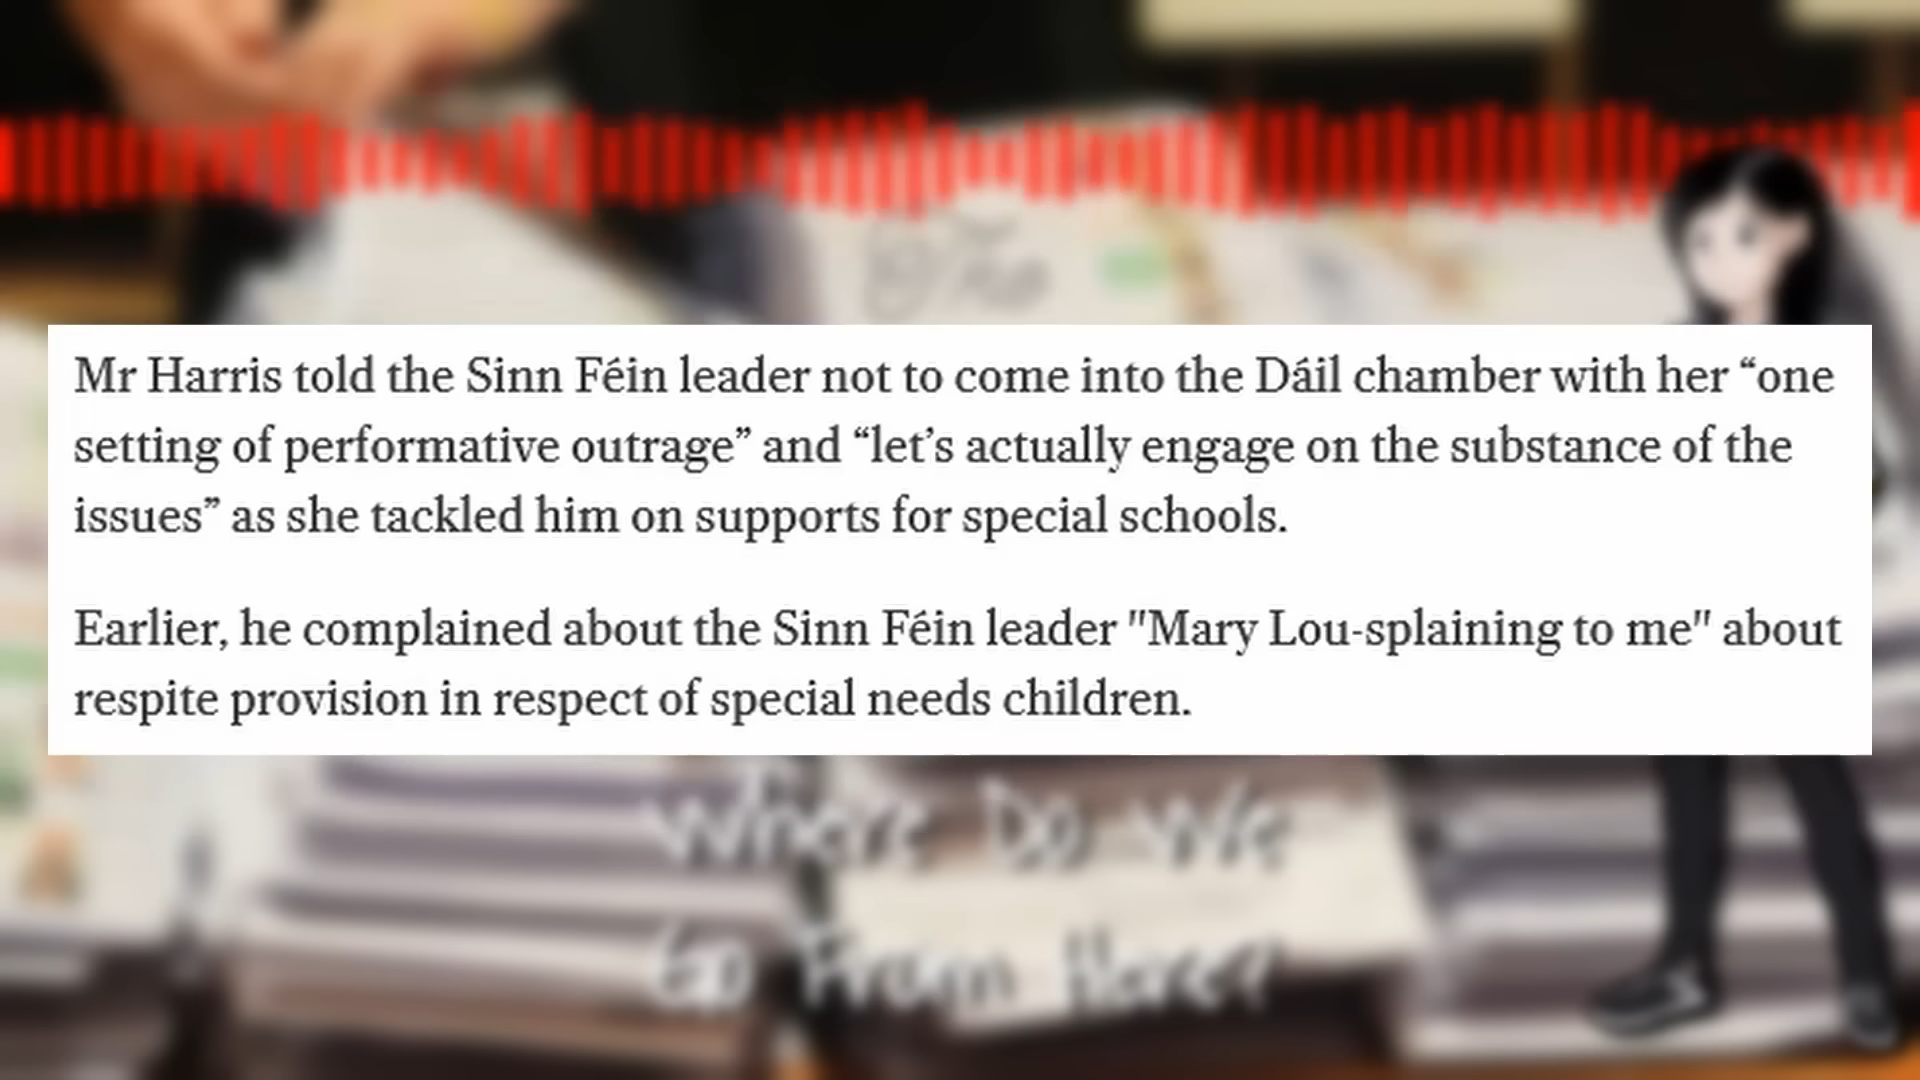 Mr Harris told the Sinn Féin leader not to come into the Dáil chamber with her “one
setting of performative outrage” and “let’s actually engage on the substance of the
issues” as she tackled him on supports for special schools.
Earlier, he complained about the Sinn Féin leader "Mary Lou-splaining to me" about
respite provision in respect of special needs children.
Where Do We
Go From Here?